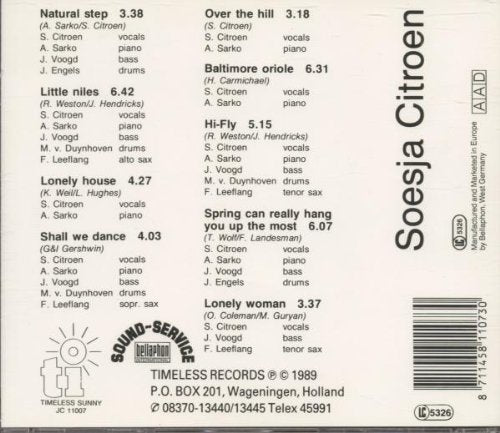 Natural step 3.38
(A. Sarko/S. Citroen)
S. Citroen vocals
A. Sarko piano
J. Voogd bass
J. Engels drums
Little niles 6.42
(R. Weston/J. Hendricks)
S. Citroen vocals
A. Sarko piano
J. Voogd bass
M. v. Duynhoven drums
F. Leeflang alto sax
Lonely house 4.27
(K. Weil/L. Hughes)
S. Citroen vocals
A. Sarko piano
Shall we dance 4.03
(G&I Gershwin)
S. Citroen vocals
A. Sarko piano
J. Voogd bass
M. v. Duynhoven drums
F. Leeflang sopr. sax
Over the hill 3.18
(S. Citroen)
S. Citroen vocals
A. Sarko piano
Baltimore oriole 6.31
(H. Carmichael)
S. Citroen vocals
A. Sarko piano
Hi-Fly 5.15
(R. Weston/J. Hendricks)
S. Citroen vocals
A. Sarko piano
J. Voogd bass
M. v. Duynhoven drums
F. Leeflang tenor sax
Spring can really hang
you up the most 6.07
(T. Wolf/F. Landesman)
S. Citroen vocals
A. Sarko piano
J. Voogd bass
J. Engels drums
Lonely woman 3.37
(O. Coleman/M. Guryan)
S. Citroen vocals
F. Leeflang tenor sax
Soesja Citroen
AAD
LC 5326
Manufactured and Marketed in Europe
by Bellaphon, West Germany
ti
TIMELESS SUNNY
JC 11007
SOUND-SERVICE
bellaphon
TIMELESS RECORDS ℗ © 1989
P.O. BOX 201, Wageningen, Holland
✆ 08370-13440/13445 Telex 45991
8 711458 110730
LC 5326